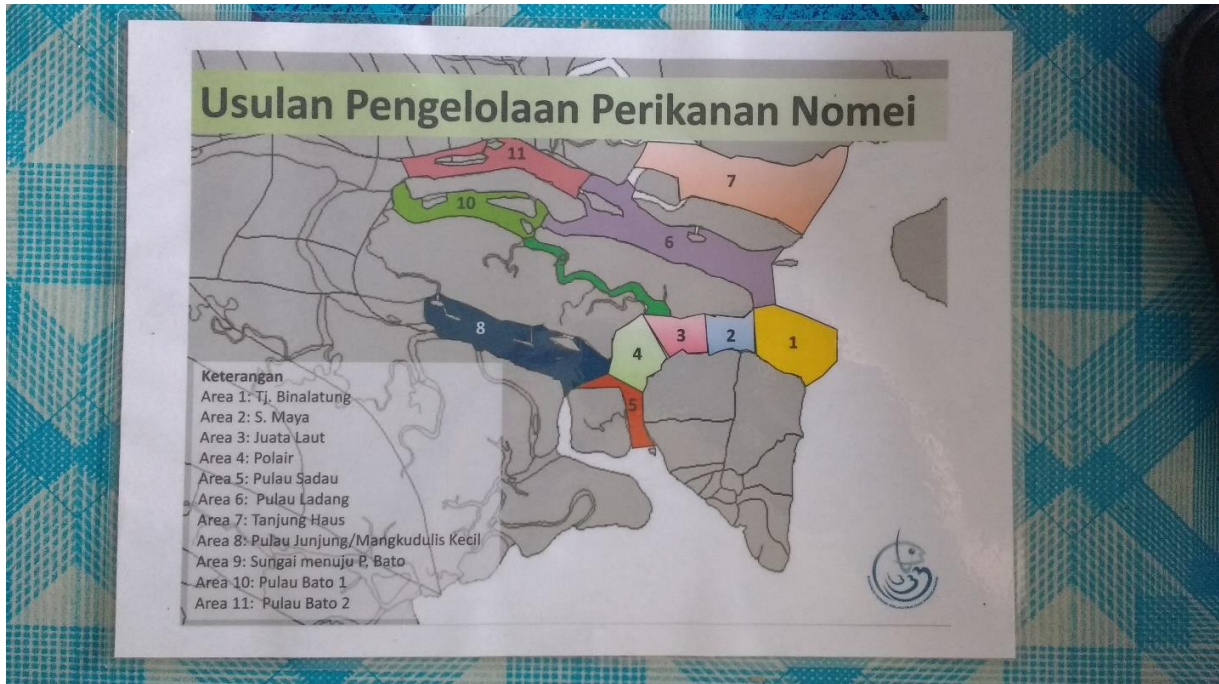 Usulan Pengelolaan Perikanan Nomei
11
7
10
6
8
3
2
1
4
5
Keterangan
Area 1: Tj. Binalatung
Area 2: S. Maya
Area 3: Juata Laut
Area 4: Polair
Area 5: Pulau Sadau
Area 6: Pulau Ladang
Area 7: Tanjung Haus
Area 8: Pulau Junjung/Mangkudulis Kecil
Area 9: Sungai menuju P. Bato
Area 10: Pulau Bato 1
Area 11: Pulau Bato 2